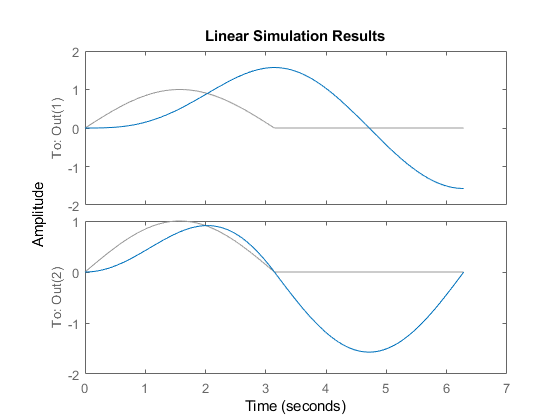 Linear Simulation Results
Amplitude
To: Out(1)
2
1
0
-1
-2
To: Out(2)
1
0
-1
-2
0 1 2 3 4 5 6 7
Time (seconds)